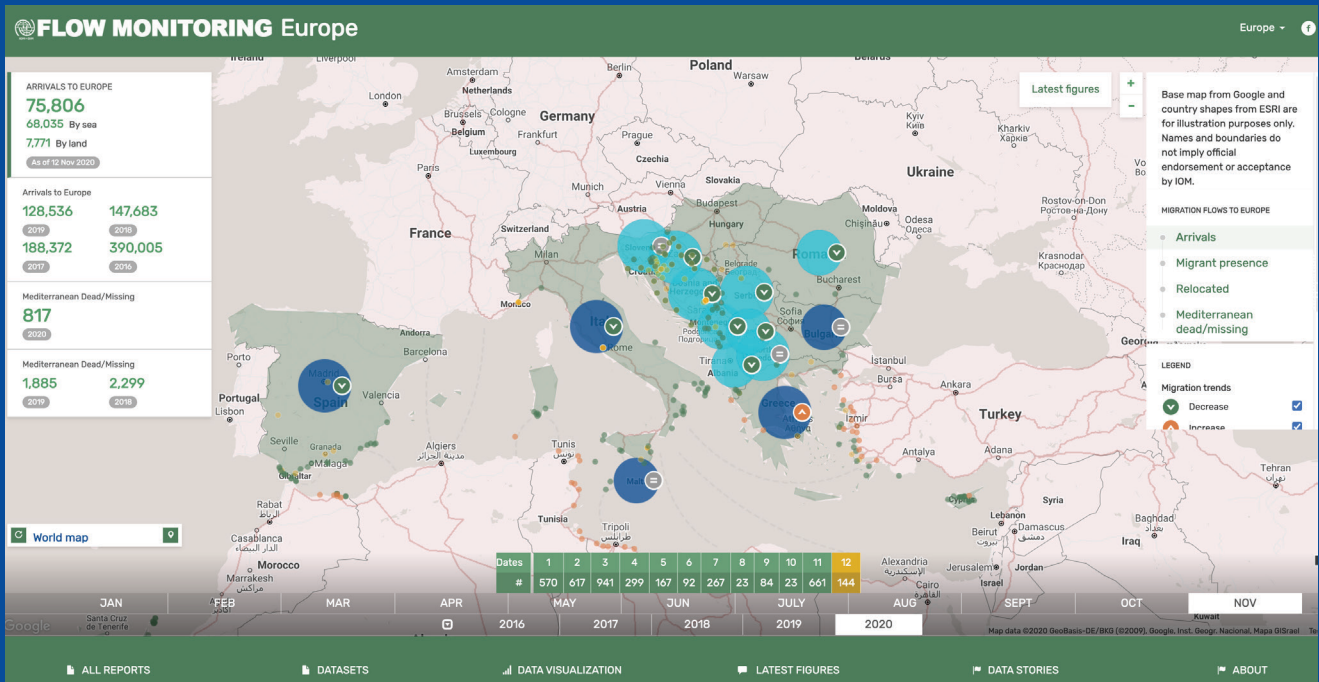 FLOW MONITORING Europe
Europe
ARRIVALS TO EUROPE
75,806
68,035 By sea
7,771 By land
As of 12 Nov 2020
Arrivals to Europe
128,536 147,683
2019 2018
188,372 390,005
2017 2016
Mediterranean Dead/Missing
817
2020
Mediterranean Dead/Missing
1,885 2,299
2019 2018
World map
Latest figures
+
-
Base map from Google and
country shapes from ESRI are
for illustration purposes only.
Names and boundaries do
not imply official
endorsement or acceptance
by IOM.
MIGRATION FLOWS TO EUROPE
Arrivals
Migrant presence
Relocated
Mediterranean
dead/missing
LEGEND
Migration trends
Decrease
Increase
Ireland
Liverpool
London
Amsterdam
Netherlands
Berlin
Poland
Warsaw
Belarus
Brussels
Cologne
Germany
Belgium
Frankfurt
Prague
Luxembourg
Czechia
Kyiv
Київ
Kharkiv
Харків
Paris
Ukraine
Munich
Vienna
Slovakia
Austria
Budapest
Hungary
Moldova
Chișinău
Odesa
Одеса
Rostov-on-Don
Ростов-на-Дону
France
Switzerland
Milan
Krasnodar
Краснодар
Belgrade
Bucharest
Monaco
Sofia
София
Italy
Rome
Bulgaria
Andorra
Barcelona
Porto
Madrid
Spain
Portugal
Lisbon
Valencia
Tirana
Albania
Istanbul
Bursa
Ankara
Turkey
Greece
Izmir
Seville
Granada
Malaga
Gibraltar
Algiers
مدينة الجزائر
Tunis
تونس
Malta
Antalya
Adana
Tehran
تهران
Cyprus
Syria
Rabat
الرباط
Casablanca
الدار البيضاء
Morocco
Marrakesh
مراكش
Tunisia
Tripoli
طرابلس
Lebanon
Beirut
بيروت
Damascus
دمشق
Baghdad
بغداد
Iraq
Alexandria
الإسكندرية
Cairo
القاهرة
Jerusalem
Israel
Jordan
Kuwait
Santa Cruz
de Tenerife
Dates 1 2 3 4 5 6 7 8 9 10 11 12
# 570 617 941 299 167 92 267 23 84 23 661 144
JAN FEB MAR APR MAY JUN JULY AUG SEPT OCT NOV
2016 2017 2018 2019 2020
Google
Map data ©2020 GeoBasis-DE/BKG (©2009), Google, Inst. Geogr. Nacional, Mapa GISrael
ALL REPORTS DATASETS DATA VISUALIZATION LATEST FIGURES DATA STORIES ABOUT